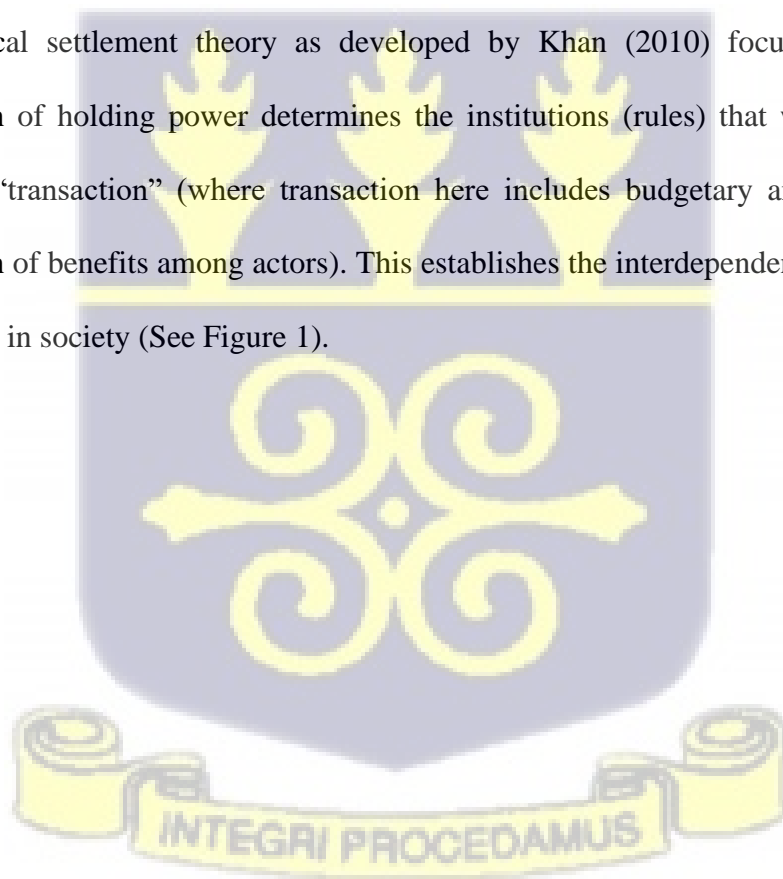 cal settlement theory as developed by Khan (2010) focu
n of holding power determines the institutions (rules) that
“transaction” (where transaction here includes budgetary a
n of benefits among actors). This establishes the interdepende
in society (See Figure 1).
INTEGRI PROCEDAMUS